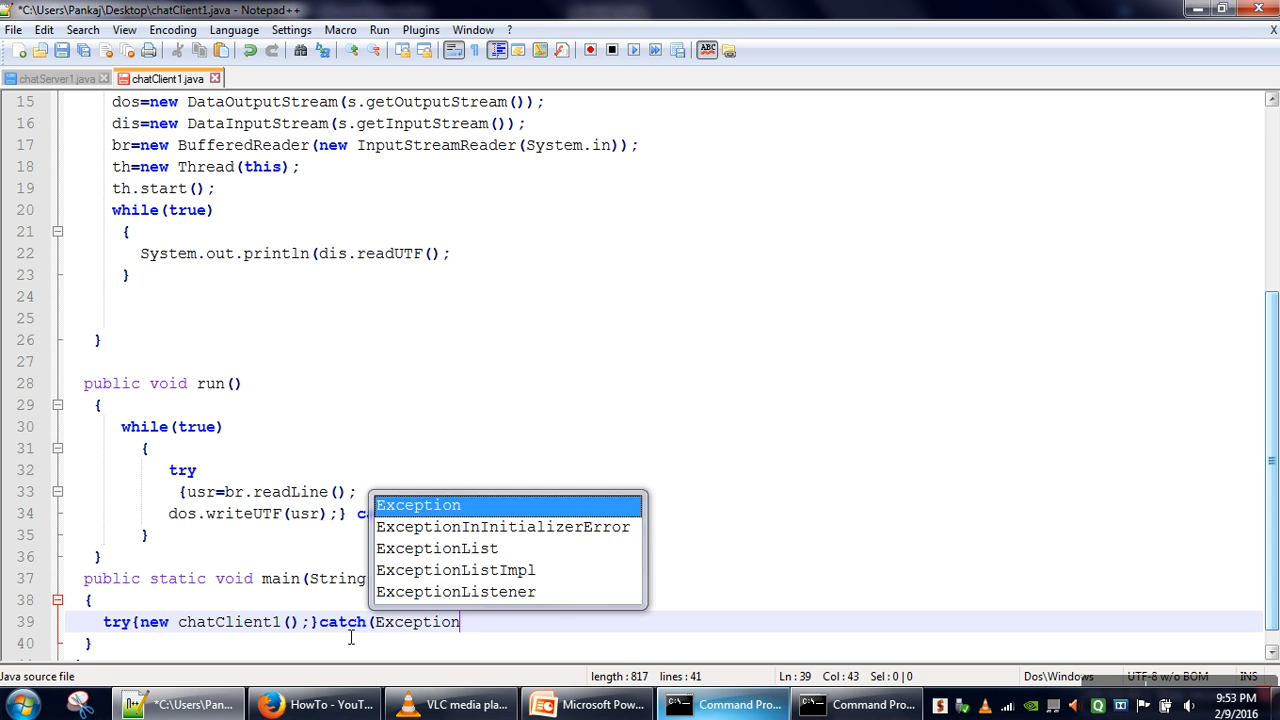 *C:\Users\Pankaj\Desktop\chatClient1.java - Notepad++
File Edit Search View Encoding Language Settings Macro Run Plugins Window ? X
chatServer1.java chatClient1.java
15 dos=new DataOutputStream(s.getOutputStream());
16 dis=new DataInputStream(s.getInputStream());
17 br=new BufferedReader(new InputStreamReader(System.in));
18 th=new Thread(this);
19 th.start();
20 while(true)
21 {
22 System.out.println(dis.readUTF();
23 }
24
25
26 }
27
28 public void run()
29 {
30 while(true)
31 {
32 try
33 {usr=br.readLine();
34 dos.writeUTF(usr);}
35 }
36 }
37 public static void main(String
38 {
39 try{new chatClient1();}catch(Exception
40 }
Exception
ExceptionInInitializerError
ExceptionList
ExceptionListImpl
ExceptionListener
Java source file length : 817 lines : 41 Ln : 39 Col : 43 Sel : 0 | 0 Dos\Windows UTF-8 w/o BOM INS
*C:\Users\Pankaj\De... HowTo - YouT... VLC media pla... Microsoft Pow... Command Pro... Command Pro... 9:53 PM
2/9/2016